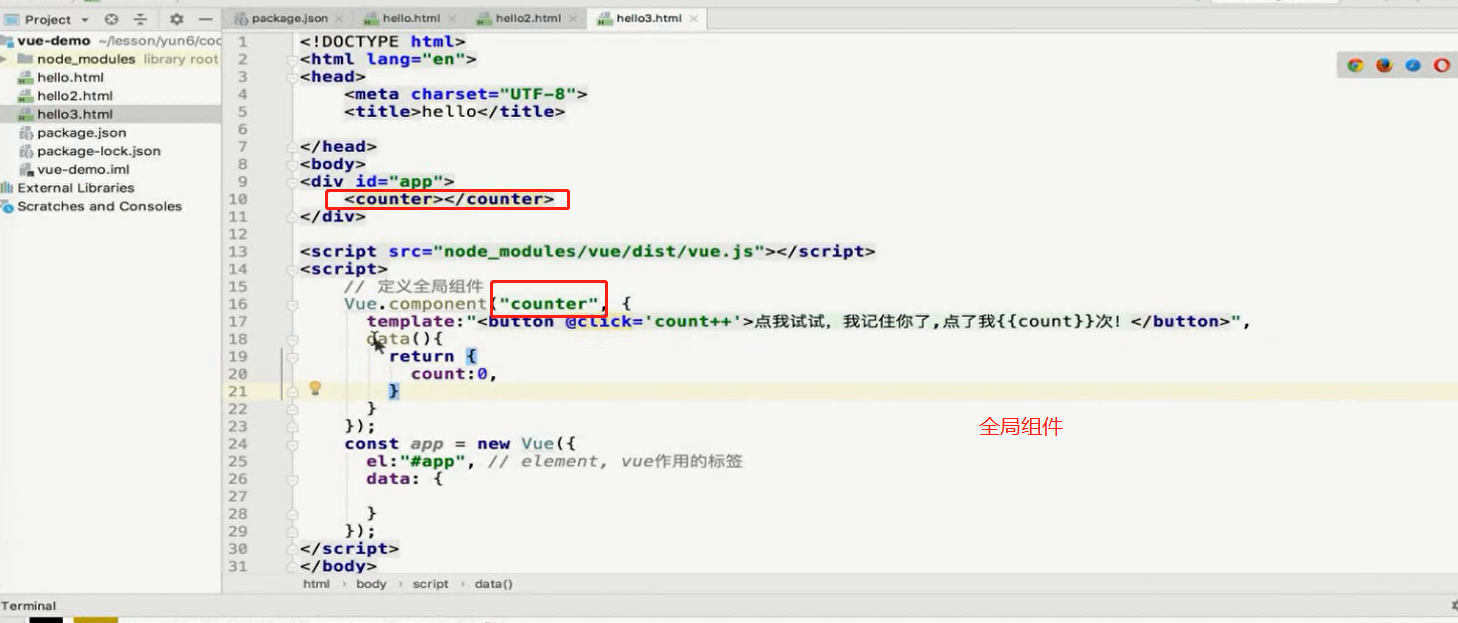 Project
package.json
hello.html
hello2.html
hello3.html
vue-demo ~/lesson/yun6/coc
node_modules library root
hello.html
hello2.html
hello3.html
package.json
package-lock.json
vue-demo.iml
External Libraries
Scratches and Consoles
1 <!DOCTYPE html>
2 <html lang="en">
3 <head>
4 <meta charset="UTF-8">
5 <title>hello</title>
6
7 </head>
8 <body>
9 <div id="app">
10 <counter></counter>
11 </div>
12
13 <script src="node_modules/vue/dist/vue.js"></script>
14 <script>
15 // 定义全局组件
16 Vue.component("counter", {
17 template:"<button @click='count++'>点我试试，我记住你了,点了我{{count}}次! </button>",
18 data(){
19 return {
20 count:0,
21 }
22 }
23 });
24 const app = new Vue({
25 el:"#app", // element, vue作用的标签
26 data: {
27
28 }
29 });
30 </script>
31 </body>
全局组件
html › body › script › data()
Terminal